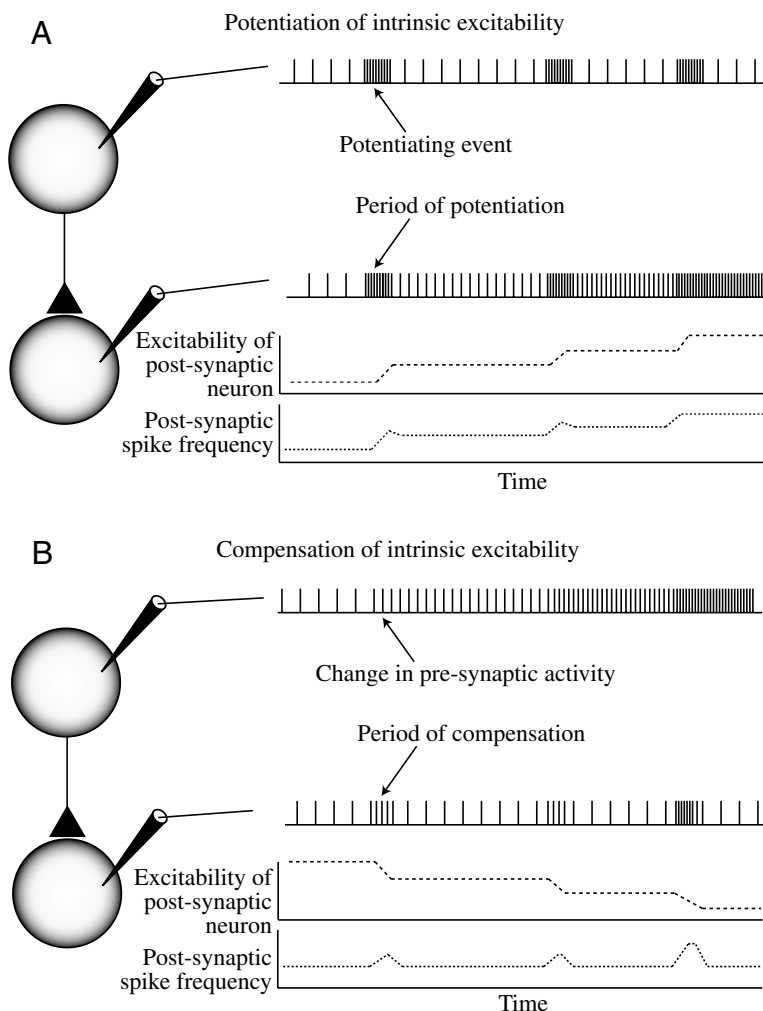 A
Potentiation of intrinsic excitability
Potentiating event
Period of potentiation
Excitability of
post-synaptic
neuron
Post-synaptic
spike frequency
Time
B
Compensation of intrinsic excitability
Change in pre-synaptic activity
Period of compensation
Excitability of
post-synaptic
neuron
Post-synaptic
spike frequency
Time